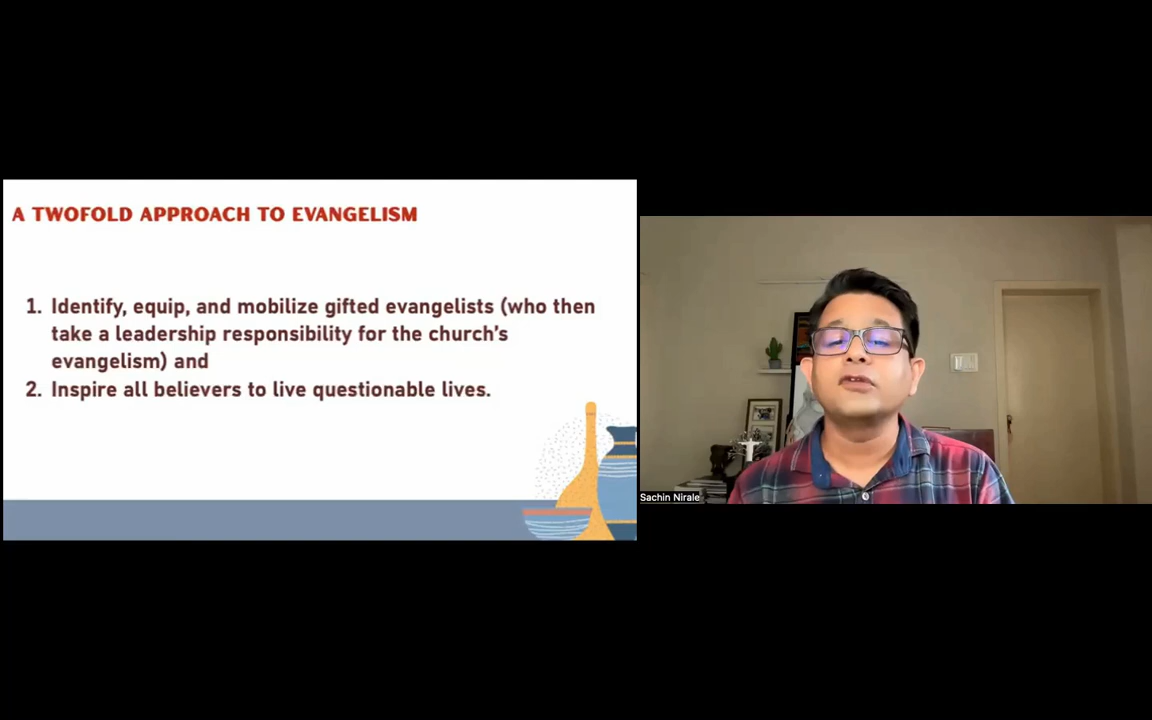 A TWOFOLD APPROACH TO EVANGELISM
1. Identify, equip, and mobilize gifted evangelists (who then
take a leadership responsibility for the church's
evangelism) and
2. Inspire all believers to live questionable lives.
Sachin Nirale